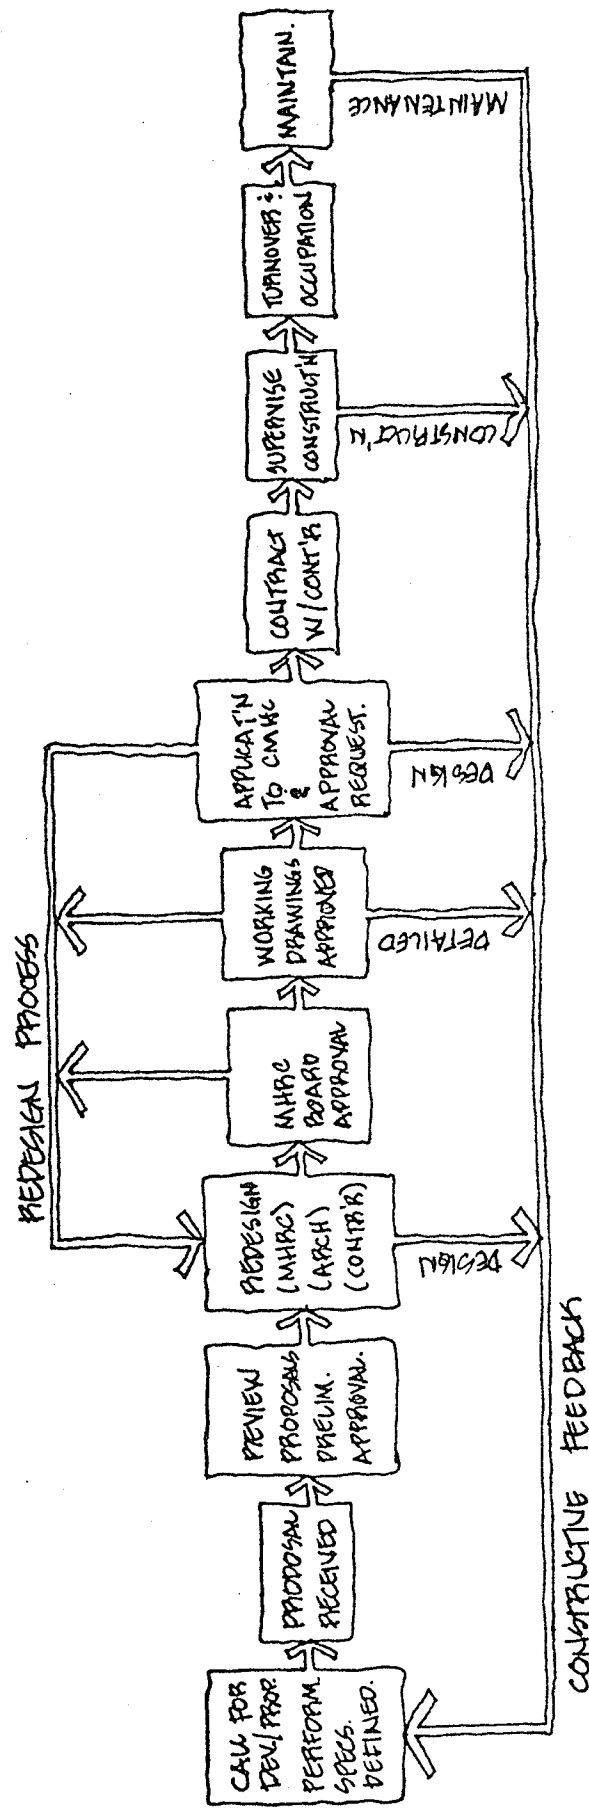 REDESIGN PROCESS
CALL FOR
DEV./PROP.
PERFORM.
SPECS.
DEFINED.
PROPOSAL
RECEIVED
REVIEW
PROPOSALS
PRELIM.
APPROVAL.
REDESIGN
(MHRC)
(ARCH)
(CONTR'R)
MHRC
BOARD
APPROVAL
WORKING
DRAWINGS
APPROVED
APPLICAT'N
TO CMHC
&
APPROVAL
REQUEST.
CONTRACT
W/CONT'R
SUPERVISE
CONSTRUCT'N
TURNOVER &
OCCUPATION
MAINTAIN.
DESIGN
DETAILED
DESIGN
CONSTRUCT'N
MAINTENANCE
CONSTRUCTIVE FEEDBACK